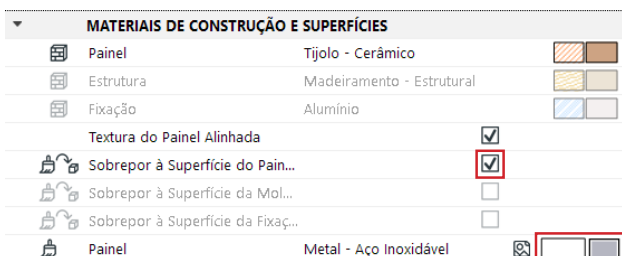 MATERIAIS DE CONSTRUÇÃO E SUPERFÍCIES
Painel Tijolo - Cerâmico
Estrutura Madeiramento - Estrutural
Fixação Alumínio
Textura do Painel Alinhada
Sobrepor à Superfície do Pain...
Sobrepor à Superfície da Mol...
Sobrepor à Superfície da Fixaç...
Painel Metal - Aço Inoxidável